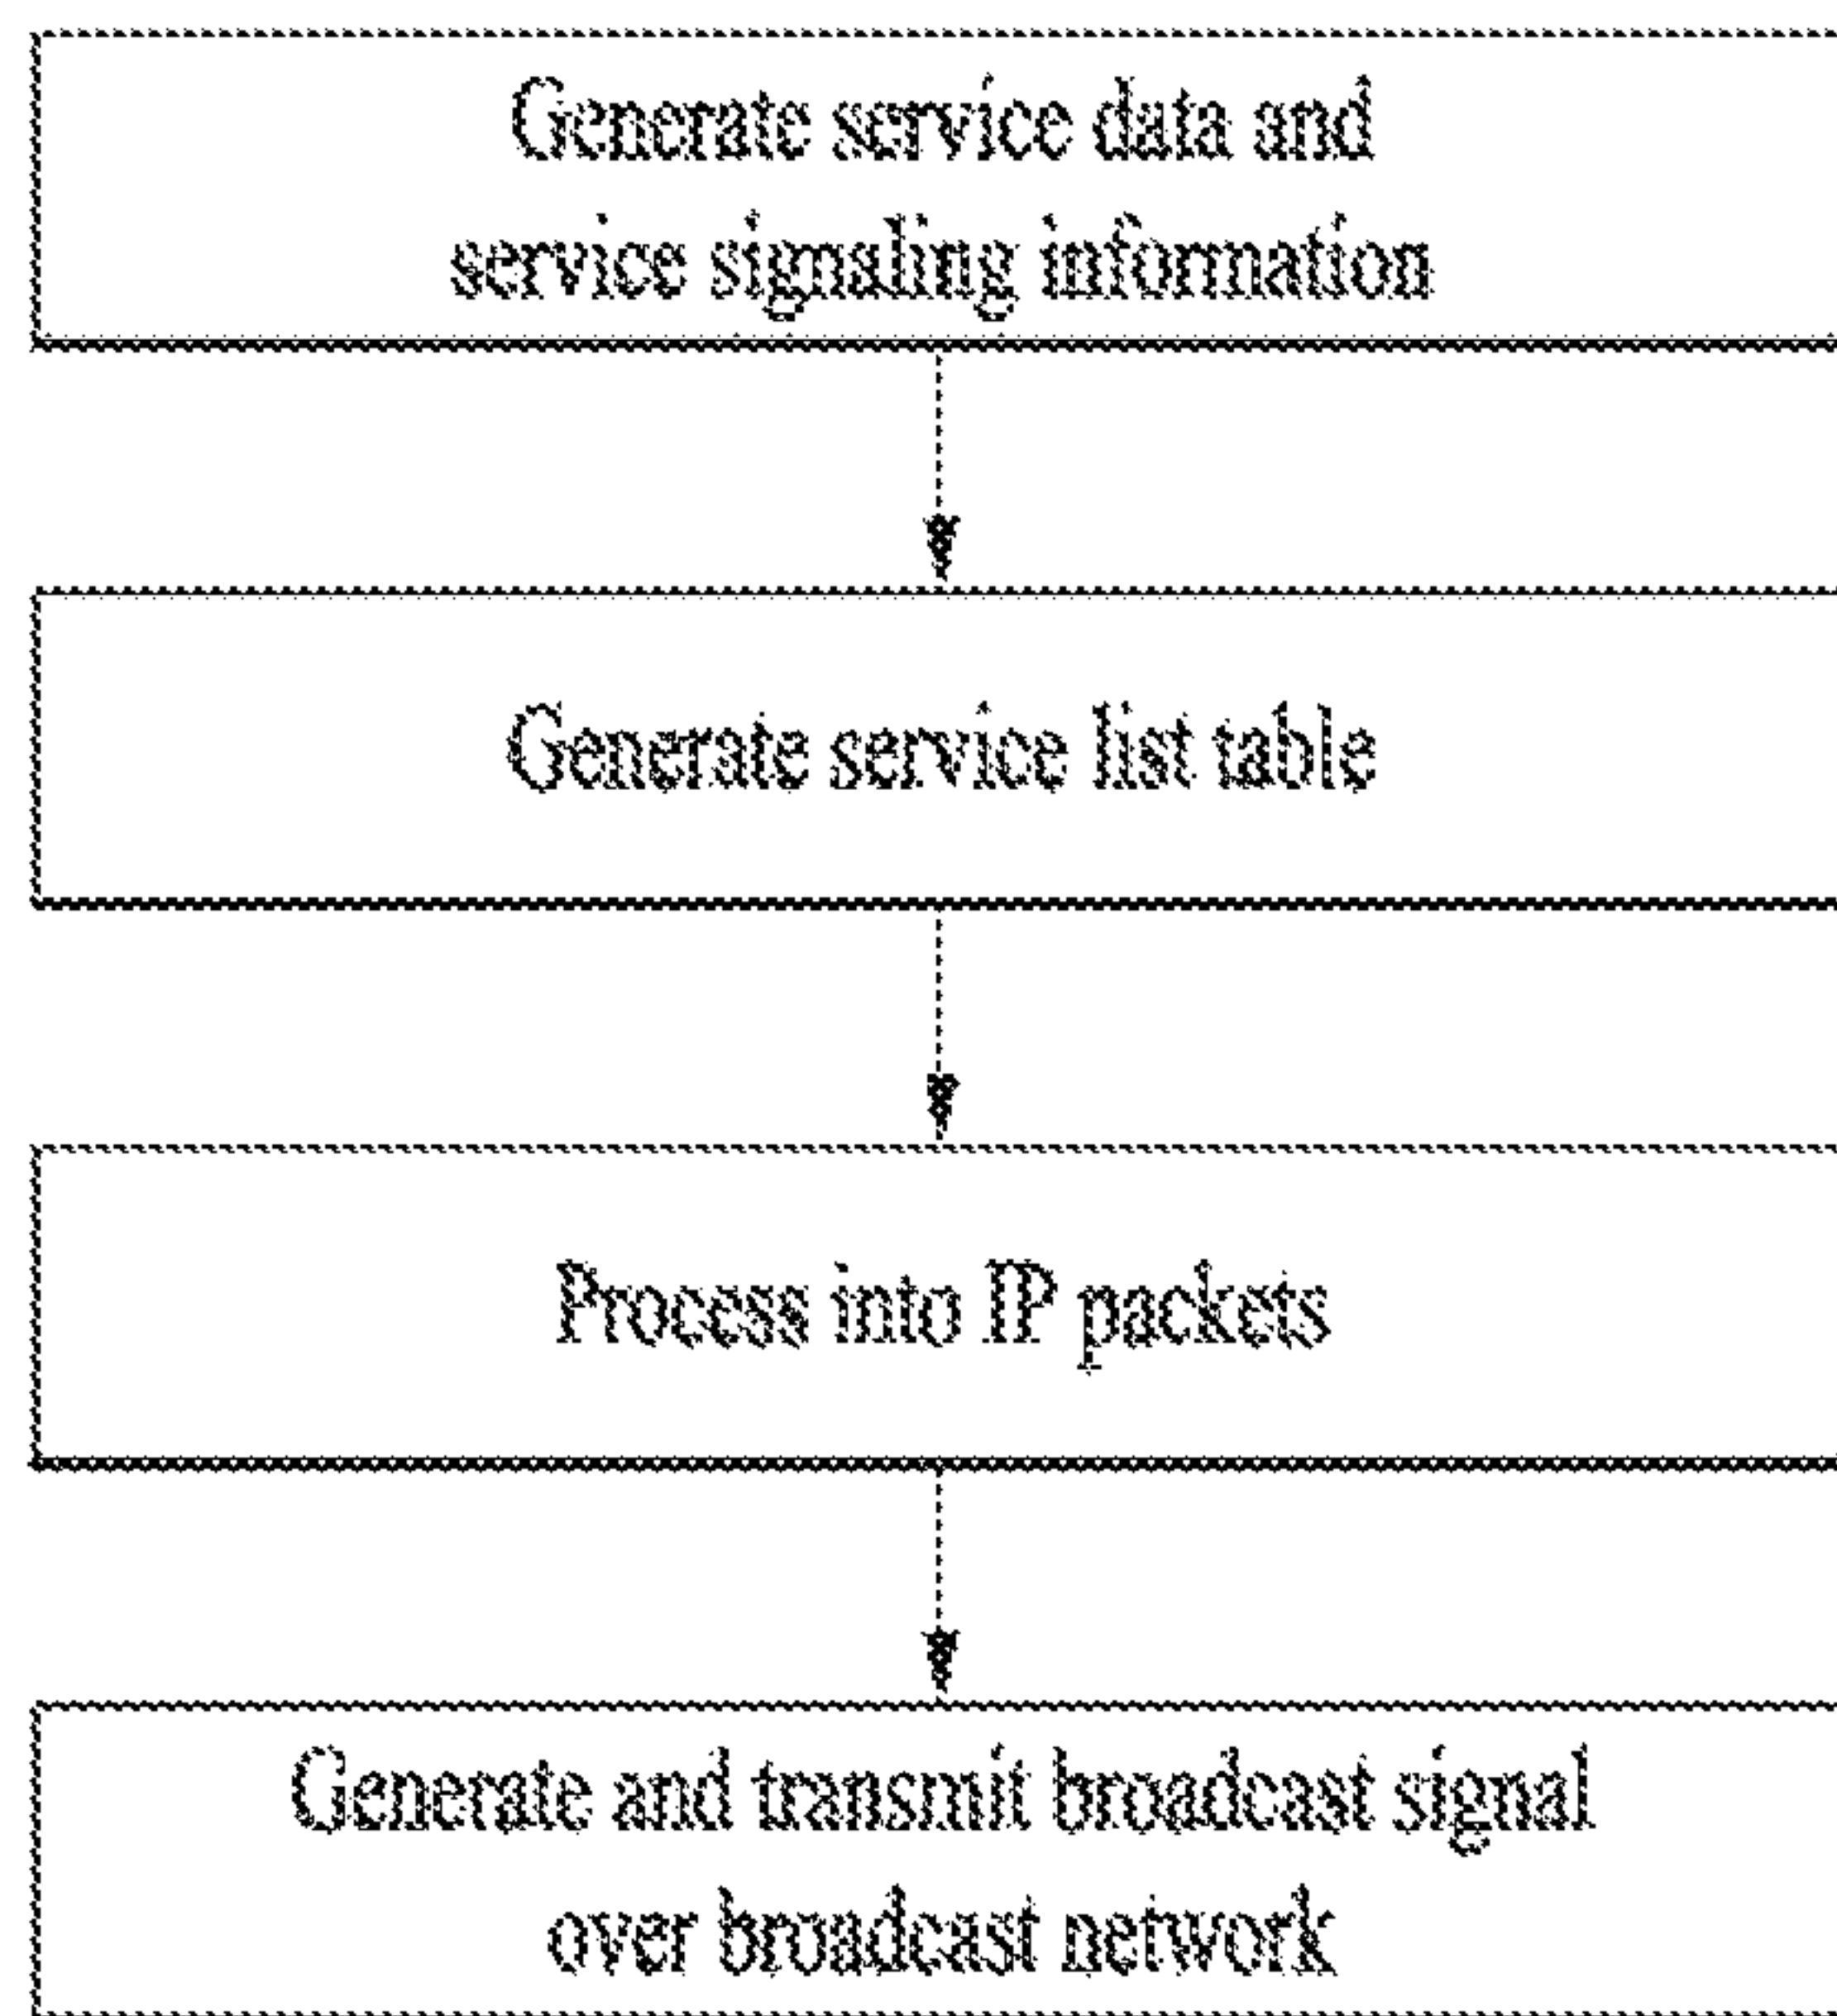 Generate service data and
service signaling information
Generate service list table
Process into IP packets
Generate and transmit broadcast signal
over broadcast network